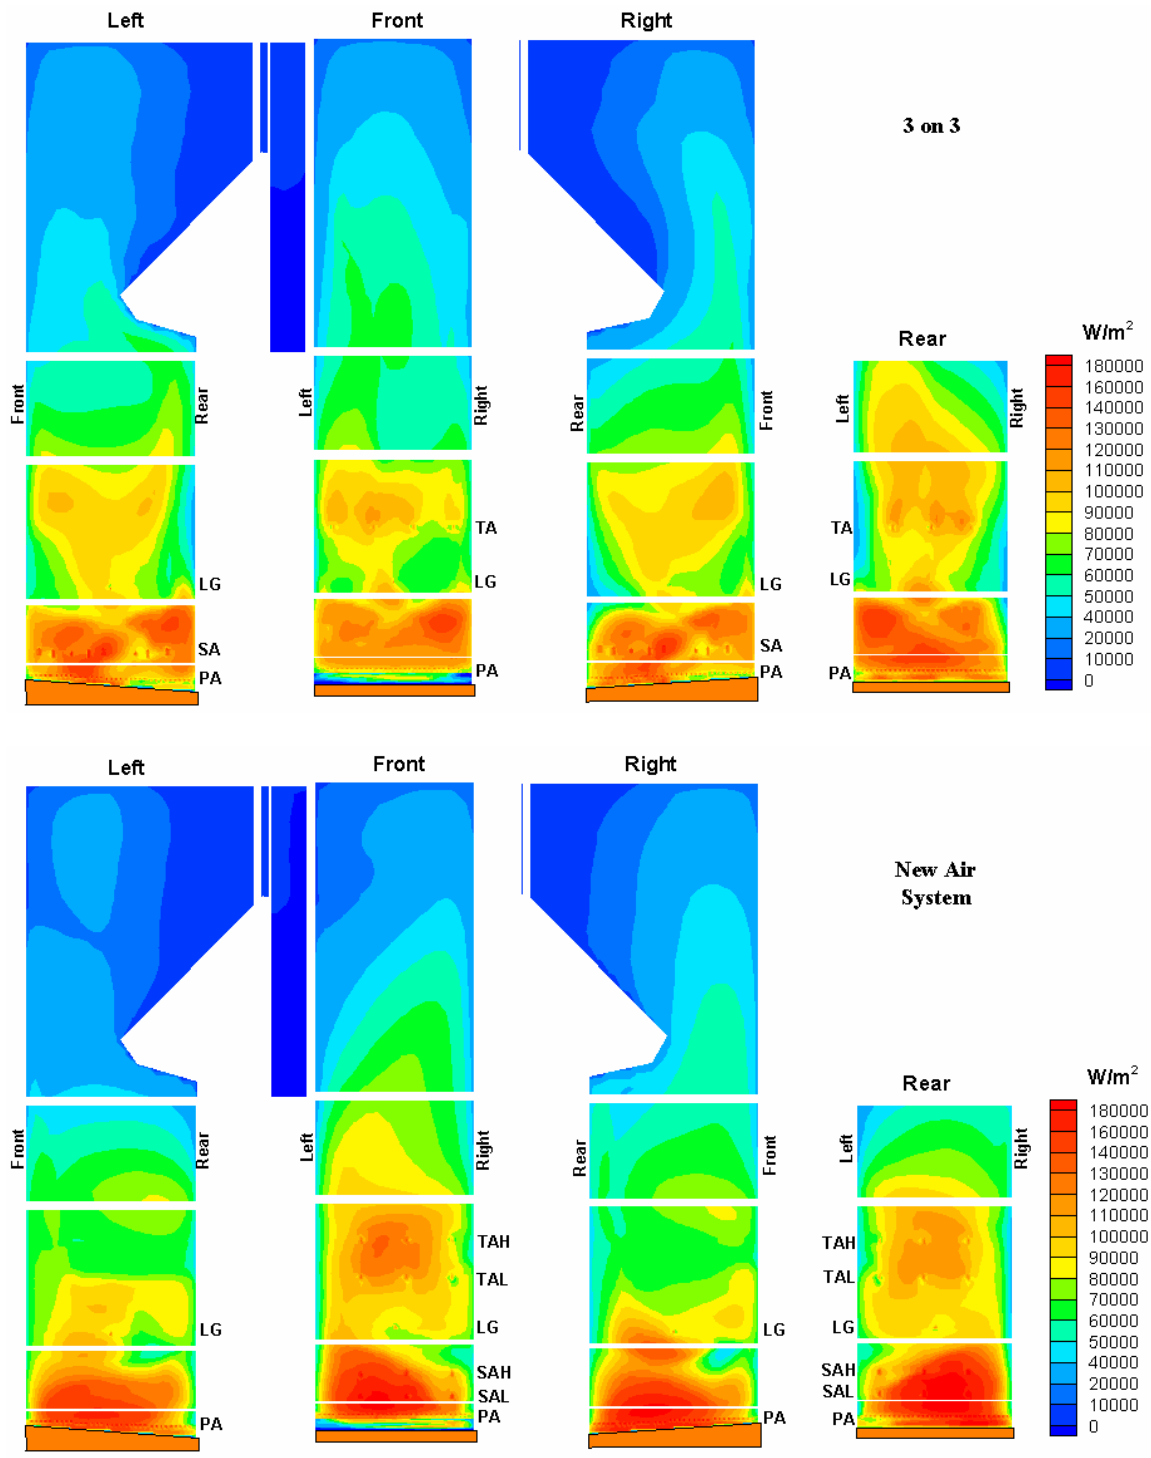 Left
Front
Right
3 on 3
Rear
W/m2
180000
160000
140000
130000
120000
110000
100000
90000
80000
70000
60000
50000
40000
20000
10000
0
Front
Rear
Left
Right
Rear
Front
Left
Right
TA
TA
LG
LG
LG
LG
SA
SA
PA
PA
PA
PA
Left
Front
Right
New Air
System
Rear
W/m2
180000
160000
140000
130000
120000
110000
100000
90000
80000
70000
60000
50000
40000
20000
10000
0
Front
Rear
Left
Right
Rear
Front
Left
Right
TAH
TAH
TAL
TAL
LG
LG
LG
LG
SAH
SAH
SAL
SAL
PA
PA
PA
PA